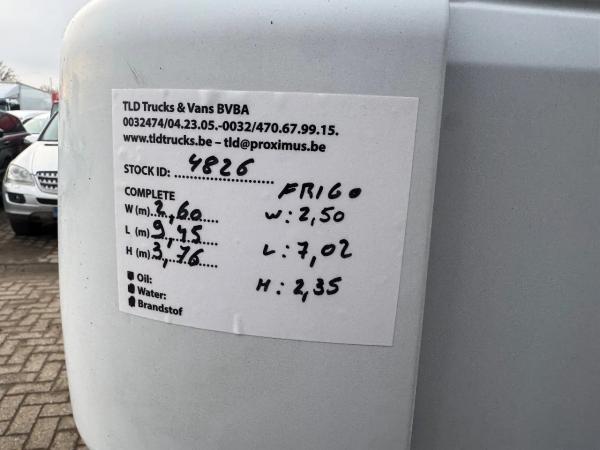 TLD Trucks & Vans BVBA
0032474/04.23.05.-0032/470.67.99.15.
www.tldtrucks.be – tld@proximus.be
STOCK ID: 4826
COMPLETE FRIGO
W (m) 2,60 W: 2,50
L (m) 9,45 L: 7,02
H (m) 3,76 H: 2,35
Oil:
Water:
Brandstof